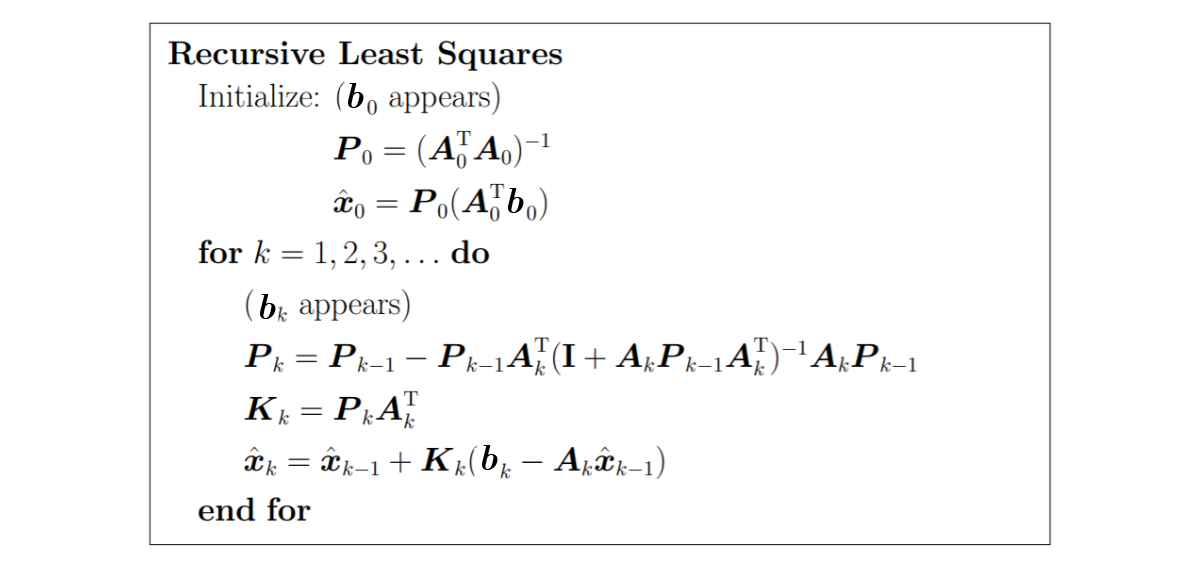 Recursive Least Squares
Initialize: (b₀ appears)
P₀ = (A₀ᵀA₀)⁻¹
x̂₀ = P₀(A₀ᵀb₀)
for k = 1, 2, 3, . . . do
(bₖ appears)
Pₖ = Pₖ₋₁ − Pₖ₋₁Aₖᵀ(I + AₖPₖ₋₁Aₖᵀ)⁻¹AₖPₖ₋₁
Kₖ = PₖAₖᵀ
x̂ₖ = x̂ₖ₋₁ + Kₖ(bₖ − Aₖx̂ₖ₋₁)
end for